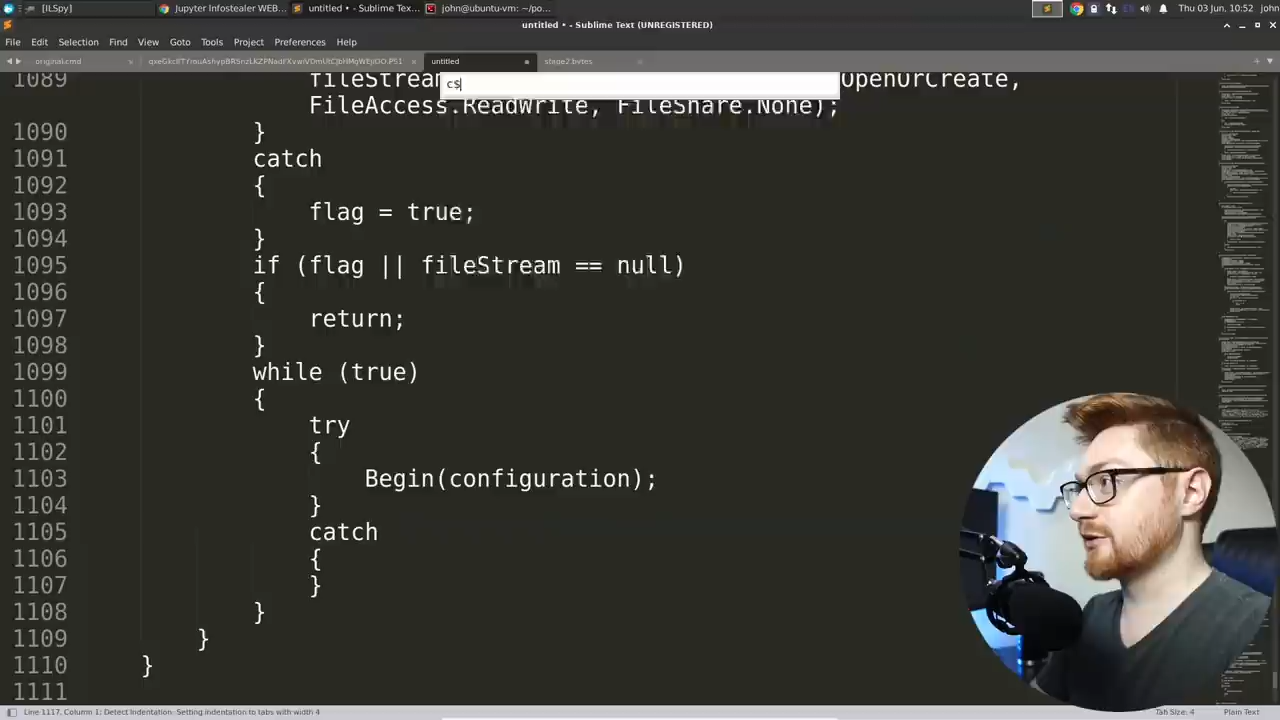 [ILSpy]
Jupyter Infostealer WEB...
untitled • - Sublime Text (...
john@ubuntu-vm: ~/po...
Thu 03 Jun, 10:52 john
untitled • - Sublime Text (UNREGISTERED)
File Edit Selection Find View Goto Tools Project Preferences Help
original.cmd
untitled
stage2.bytes
cs
1089 fileStream OpenOrCreate,
FileAccess.ReadWrite, FileShare.None);
1090 }
1091 catch
1092 {
1093 flag = true;
1094 }
1095 if (flag || fileStream == null)
1096 {
1097 return;
1098 }
1099 while (true)
1100 {
1101 try
1102 {
1103 Begin(configuration);
1104 }
1105 catch
1106 {
1107 }
1108 }
1109 }
1110 }
1111
Line 1117, Column 1; Detect Indentation: Setting indentation to tabs with width 4
Tab Size: 4 Plain Text